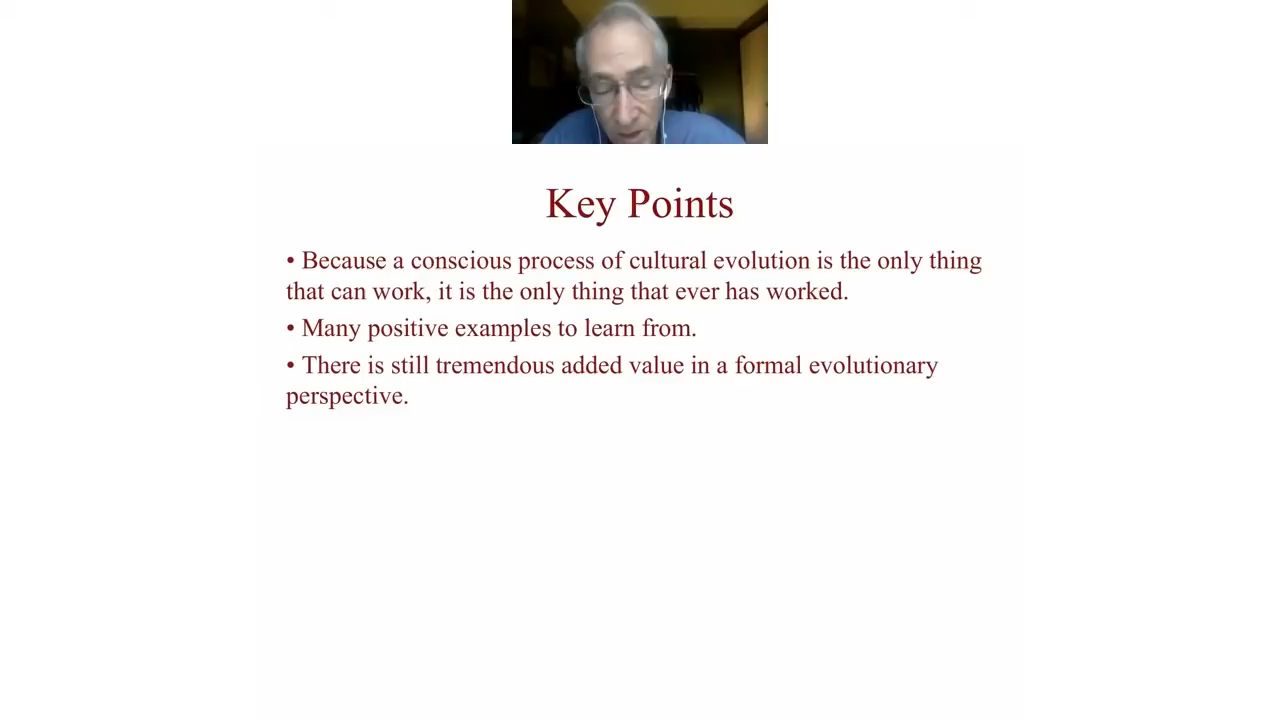 Key Points
• Because a conscious process of cultural evolution is the only thing
that can work, it is the only thing that ever has worked.
• Many positive examples to learn from.
• There is still tremendous added value in a formal evolutionary
perspective.